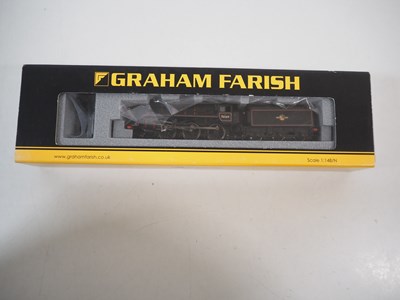 GRAHAM FARISH
www.grahamfarish.co.uk
Scale 1:148/N